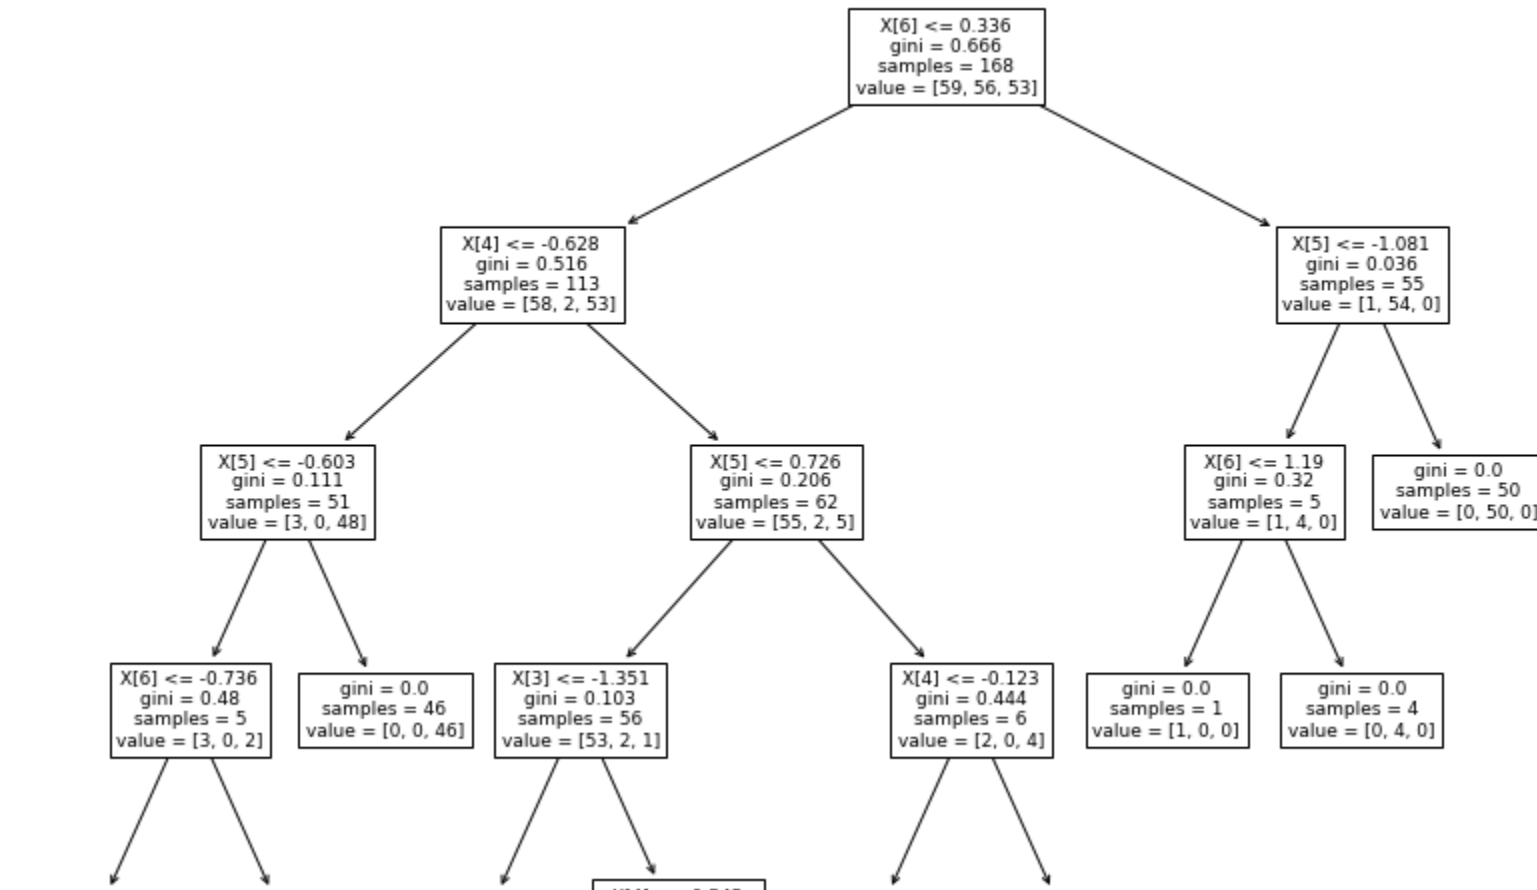 X[6] <= 0.336
gini = 0.666
samples = 168
value = [59, 56, 53]
X[4] <= -0.628
gini = 0.516
samples = 113
value = [58, 2, 53]
X[5] <= -1.081
gini = 0.036
samples = 55
value = [1, 54, 0]
X[5] <= -0.603
gini = 0.111
samples = 51
value = [3, 0, 48]
X[5] <= 0.726
gini = 0.206
samples = 62
value = [55, 2, 5]
X[6] <= 1.19
gini = 0.32
samples = 5
value = [1, 4, 0]
gini = 0.0
samples = 50
value = [0, 50, 0]
X[6] <= -0.736
gini = 0.48
samples = 5
value = [3, 0, 2]
gini = 0.0
samples = 46
value = [0, 0, 46]
X[3] <= -1.351
gini = 0.103
samples = 56
value = [53, 2, 1]
X[4] <= -0.123
gini = 0.444
samples = 6
value = [2, 0, 4]
gini = 0.0
samples = 1
value = [1, 0, 0]
gini = 0.0
samples = 4
value = [0, 4, 0]